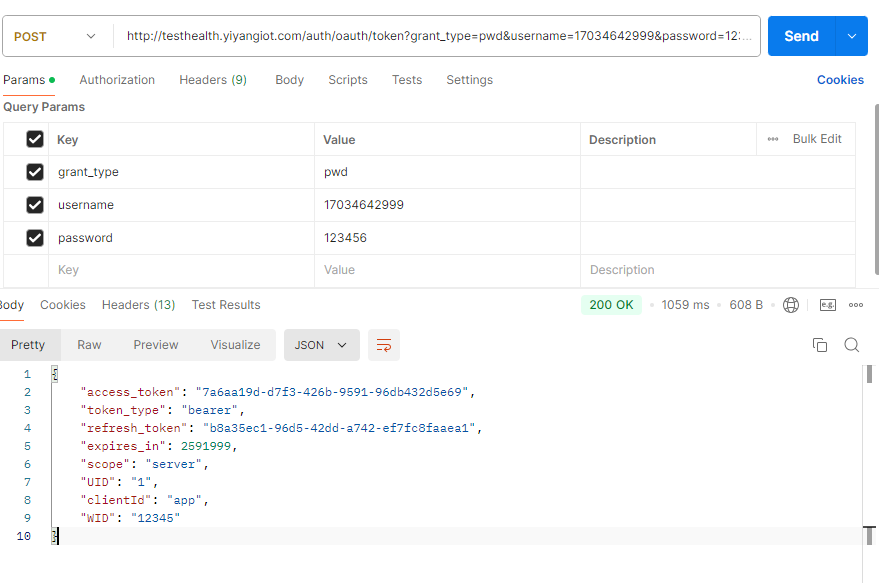 POST http://testhealth.yiyangiot.com/auth/oauth/token?grant_type=pwd&username=17034642999&password=12:... Send
Params Authorization Headers (9) Body Scripts Tests Settings Cookies
Query Params
Key Value Description Bulk Edit
grant_type pwd
username 17034642999
password 123456
Key Value Description
Body Cookies Headers (13) Test Results 200 OK 1059 ms 608 B e.g.
Pretty Raw Preview Visualize JSON
1 {
2 "access_token": "7a6aa19d-d7f3-426b-9591-96db432d5e69",
3 "token_type": "bearer",
4 "refresh_token": "b8a35ec1-96d5-42dd-a742-ef7fc8faaea1",
5 "expires_in": 2591999,
6 "scope": "server",
7 "UID": "1",
8 "clientId": "app",
9 "WID": "12345"
10 }